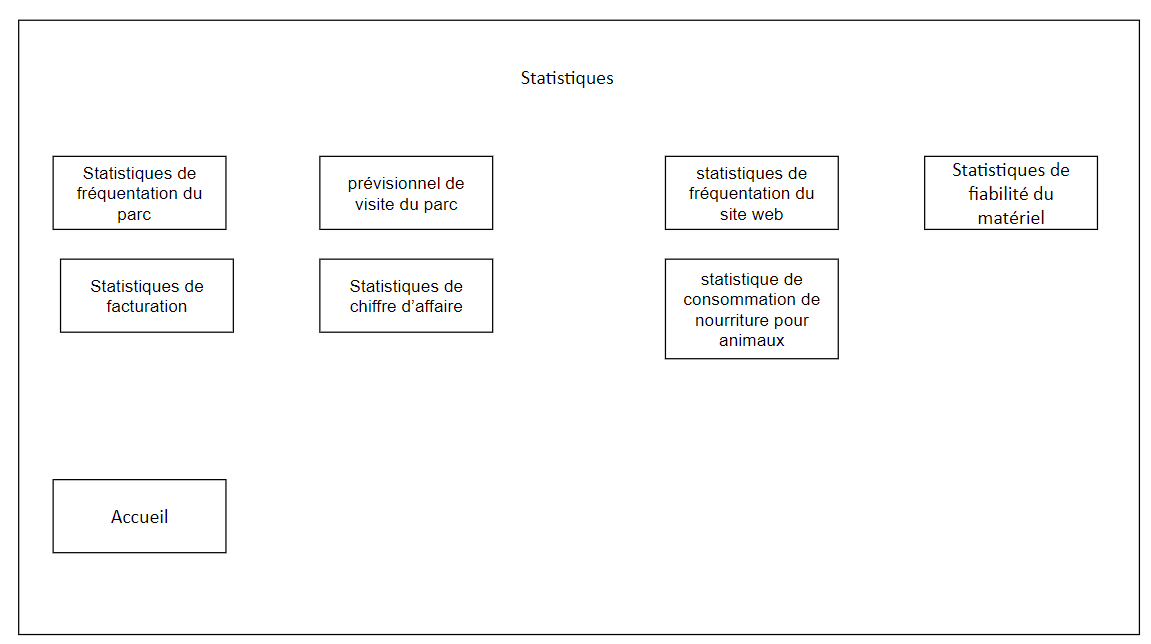 Statistiques
Statistiques de
fréquentation du
parc
prévisionnel de
visite du parc
statistiques de
fréquentation du
site web
Statistiques de
fiabilité du
matériel
Statistiques de
facturation
Statistiques de
chiffre d’affaire
statistique de
consommation de
nourriture pour
animaux
Accueil